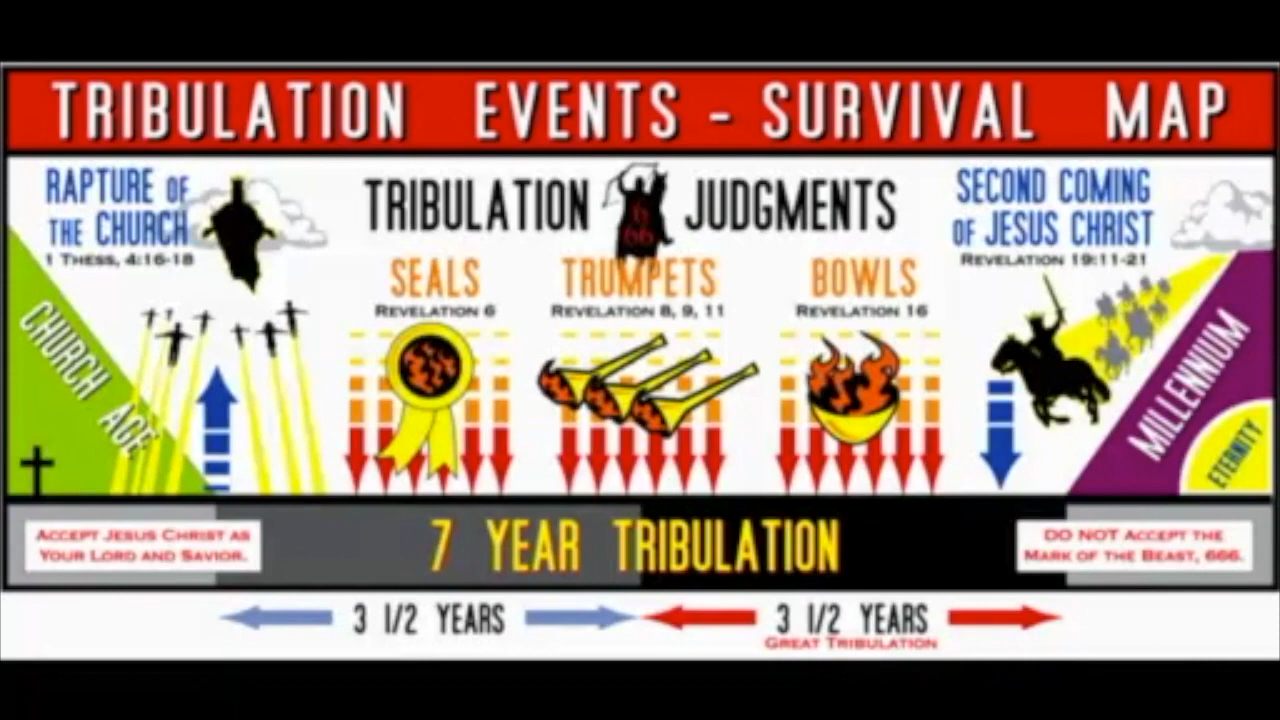 TRIBULATION EVENTS - SURVIVAL MAP
RAPTURE OF
THE CHURCH
1 THESS, 4:16-18
TRIBULATION JUDGMENTS
6
66
SECOND COMING
OF JESUS CHRIST
REVELATION 19:11-21
SEALS
REVELATION 6
TRUMPETS
REVELATION 8, 9, 11
BOWLS
REVELATION 16
CHURCH AGE
MILLENNIUM
ETERNITY
ACCEPT JESUS CHRIST AS
YOUR LORD AND SAVIOR.
7 YEAR TRIBULATION
DO NOT ACCEPT THE
MARK OF THE BEAST, 666.
3 1/2 YEARS
3 1/2 YEARS
GREAT TRIBULATION